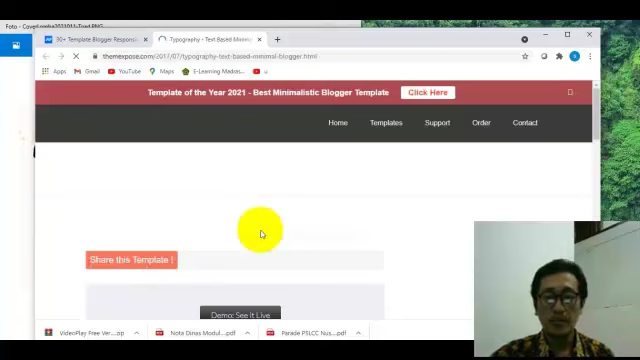 30+ Template Blogger Responsi
Typography - Text Based Minimal
themexpose.com/2017/07/typography-text-based-minimal-blogger.html
Apps
Gmail
YouTube
Maps
E-Learning Madras...
YouTube
Maps
Template of the Year 2021 - Best Minimalistic Blogger Template
Click Here
Home
Templates
Support
Order
Contact
Share this Template !
Demo: See it Live
VideoPlay Free Ver....zip
Nota Dinas Modul....pdf
Parade PSLCC Nus....pdf